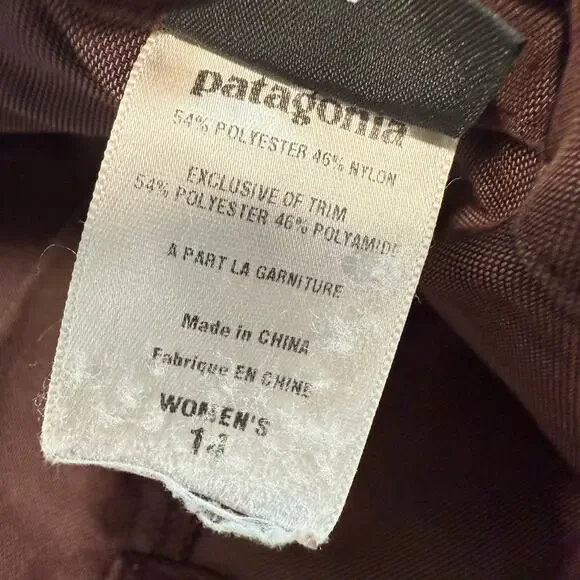 patagonia
54% POLYESTER 46% NYLON
EXCLUSIVE OF TRIM
54% POLYESTER 46% POLYAMIDE
A PART LA GARNITURE
Made in CHINA
Fabriqué EN CHINE
WOMEN'S
14